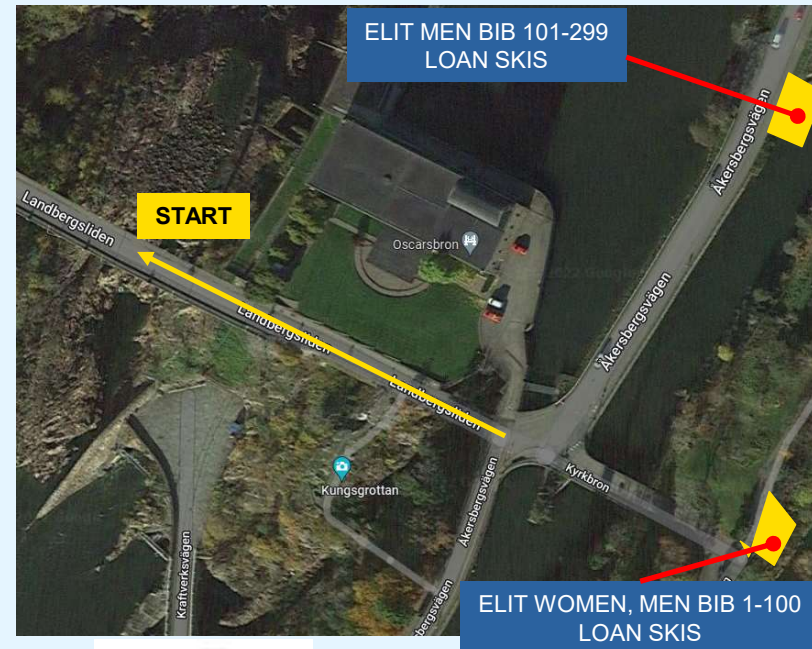 ELIT MEN BIB 101-299
LOAN SKIS
Åkersbergsvägen
START
Landbergsliden
Oscarsbron
Landbergsliden
Åkersbergsvägen
Landbergsliden
Kyrkbron
Kungsgrottan
Åkersbergsvägen
Kraftverksvägen
ELIT WOMEN, MEN BIB 1-100
LOAN SKIS